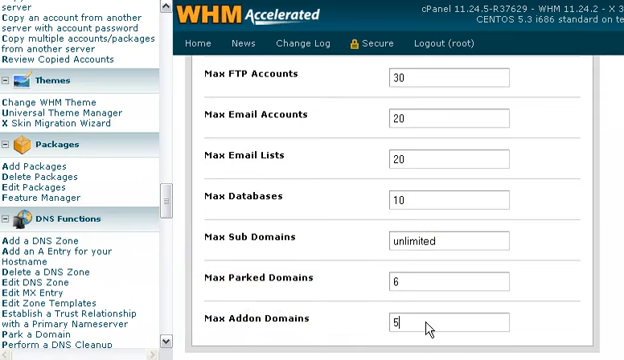 server
Copy an account from another
server with account password
Copy multiple accounts/packages
from another server
Review Copied Accounts
Themes
Change WHM Theme
Universal Theme Manager
X Skin Migration Wizard
Packages
Add Packages
Delete Packages
Edit Packages
Feature Manager
DNS Functions
Add a DNS Zone
Add an A Entry for your
Hostname
Delete a DNS Zone
Edit DNS Zone
Edit MX Entry
Edit Zone Templates
Establish a Trust Relationship
with a Primary Nameserver
Park a Domain
Perform a DNS Cleanup
WHM Accelerated
cPanel 11.24.5-R37629 - WHM 11.24.2 - X 3
CENTOS 5.3 i686 standard on te
Home News Change Log Secure Logout (root)
Max FTP Accounts 30
Max Email Accounts 20
Max Email Lists 20
Max Databases 10
Max Sub Domains unlimited
Max Parked Domains 6
Max Addon Domains 5